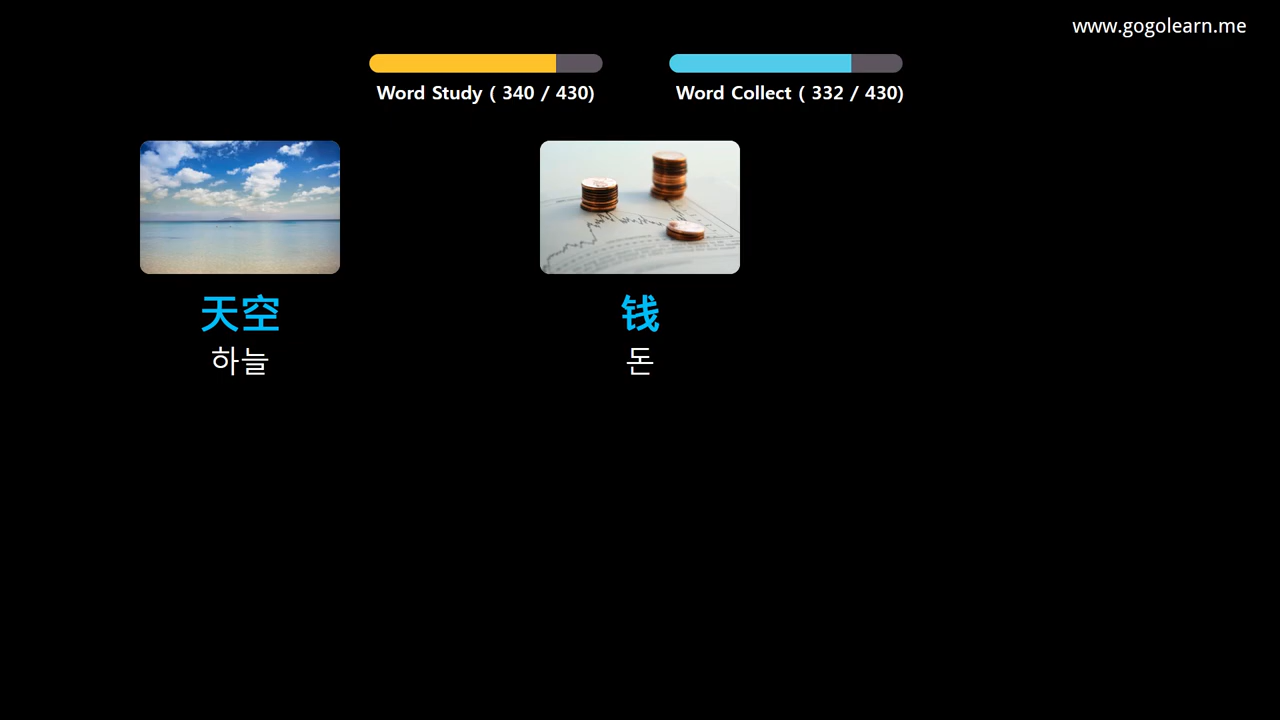 www.gogolearn.me
Word Study ( 340 / 430)
Word Collect ( 332 / 430)
天空
하늘
钱
돈